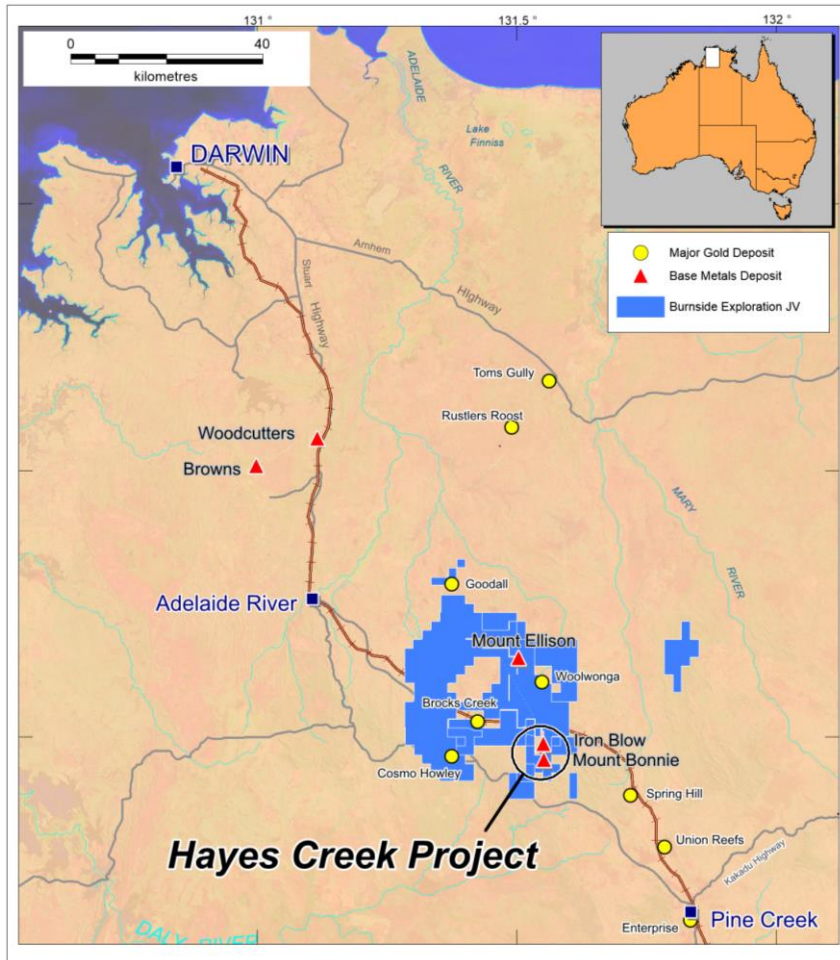 131 °
131.5 °
132 °
0
40
kilometres
ADELAIDE
RIVER
Lake
Finniss
DARWIN
Major Gold Deposit
Base Metals Deposit
Burnside Exploration JV
Arnhem
Highway
Stuart
Highway
Toms Gully
Rustlers Roost
Woodcutters
Browns
MARY
RIVER
Goodall
Adelaide River
Mount Ellison
Woolwonga
Brocks Creek
Iron Blow
Mount Bonnie
Cosmo Howley
Spring Hill
Hayes Creek Project
Union Reefs
Kakadu Highway
Enterprise
Pine Creek
DALY RIVER